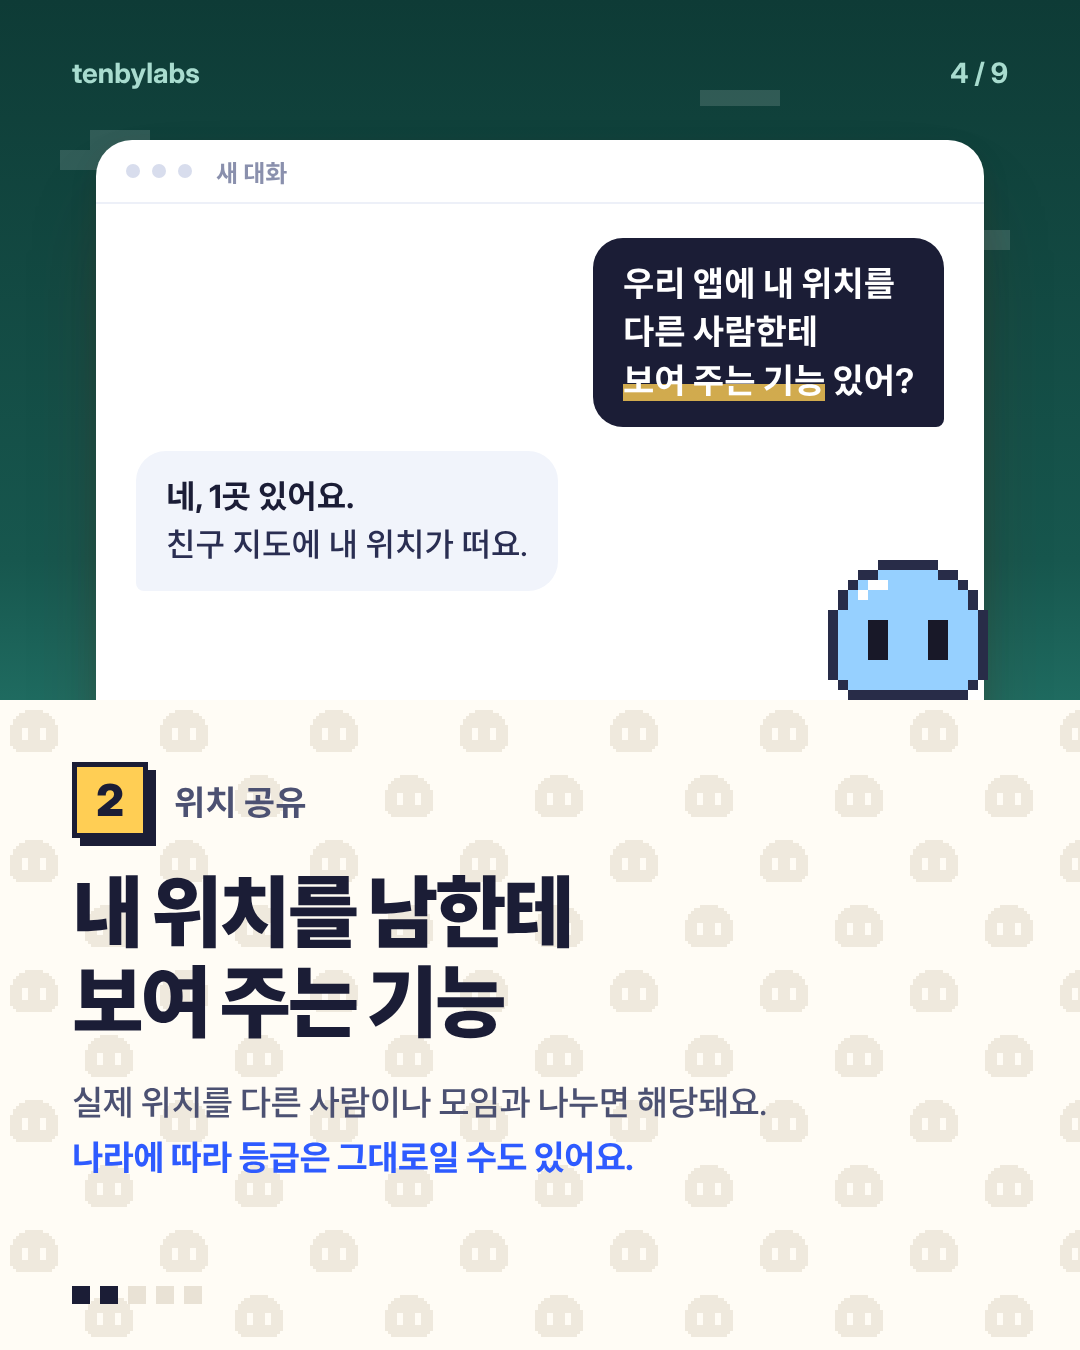 tenbylabs
4 / 9
새 대화
우리 앱에 내 위치를
다른 사람한테
보여 주는 기능 있어?
네, 1곳 있어요.
친구 지도에 내 위치가 떠요.
2
위치 공유
내 위치를 남한테
보여 주는 기능
실제 위치를 다른 사람이나 모임과 나누면 해당돼요.
나라에 따라 등급은 그대로일 수도 있어요.